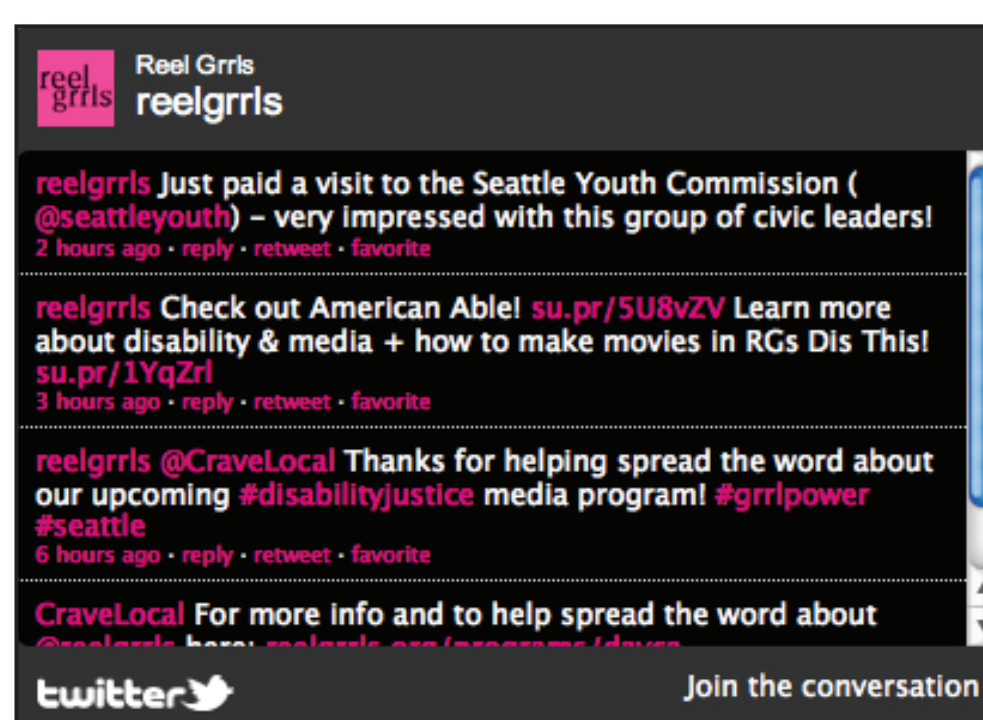 reel
grrls
Reel Grrls
reelgrrls
reelgrrls Just paid a visit to the Seattle Youth Commission (
@seattleyouth) – very impressed with this group of civic leaders!
2 hours ago · reply · retweet · favorite
reelgrrls Check out American Able! su.pr/5U8vZV Learn more
about disability & media + how to make movies in RGs Dis This!
su.pr/1YqZrl
3 hours ago · reply · retweet · favorite
reelgrrls @CraveLocal Thanks for helping spread the word about
our upcoming #disabilityjustice media program! #grrlpower
#seattle
6 hours ago · reply · retweet · favorite
CraveLocal For more info and to help spread the word about
@reelgrrls here: reelgrrls.org/programs/
twitter
Join the conversation